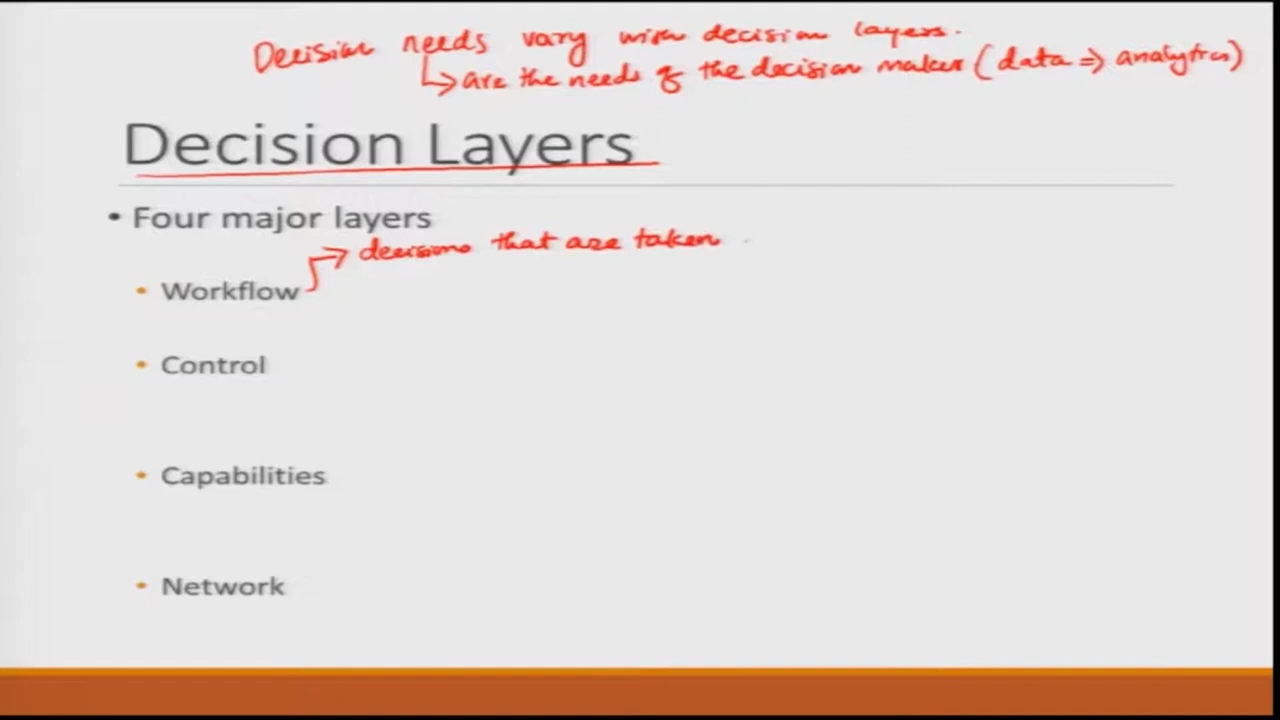 Decision needs vary with decision layers.
↳ are the needs of the decision maker (data ⇒ analytics)
Decision Layers
• Four major layers
→ decisions that are taken
• Workflow
• Control
• Capabilities
• Network